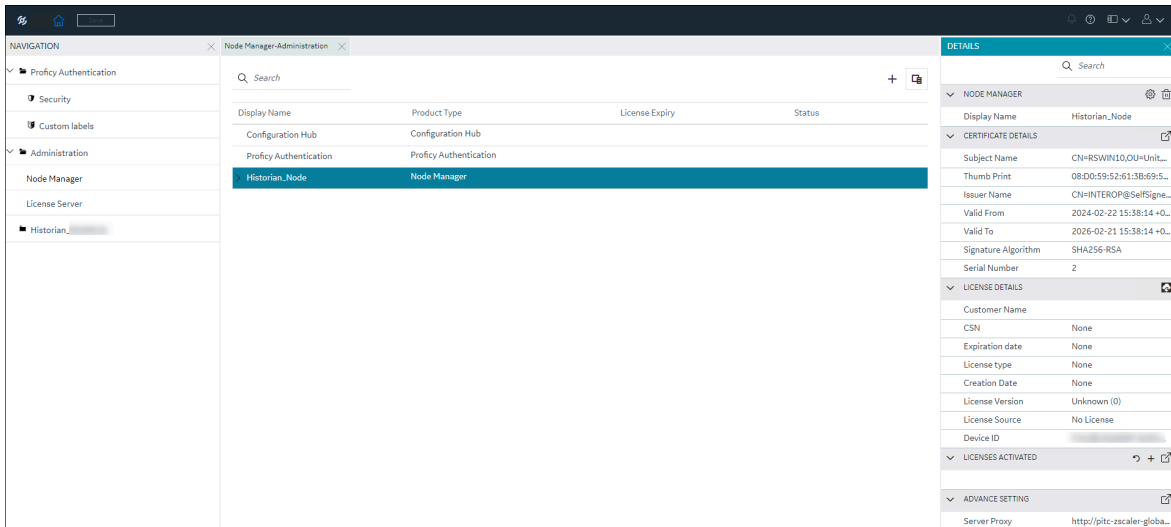 Save
NAVIGATION
Proficy Authentication
Security
Custom labels
Administration
Node Manager
License Server
Historian_
Node Manager-Administration
Search
Display Name Product Type License Expiry Status
Configuration Hub Configuration Hub
Proficy Authentication Proficy Authentication
Historian_Node Node Manager
DETAILS
Search
NODE MANAGER
Display Name Historian_Node
CERTIFICATE DETAILS
Subject Name CN=RSWIN10,OU=Unit,...
Thumb Print 08:D0:59:52:61:3B:69:5...
Issuer Name CN=INTEROP@SelfSigne...
Valid From 2024-02-22 15:38:14 +0...
Valid To 2026-02-21 15:38:14 +0...
Signature Algorithm SHA256-RSA
Serial Number 2
LICENSE DETAILS
Customer Name
CSN None
Expiration date None
License type None
Creation Date None
License Version Unknown (0)
License Source No License
Device ID
LICENSES ACTIVATED
ADVANCE SETTING
Server Proxy http://pitc-zscaler-globa...